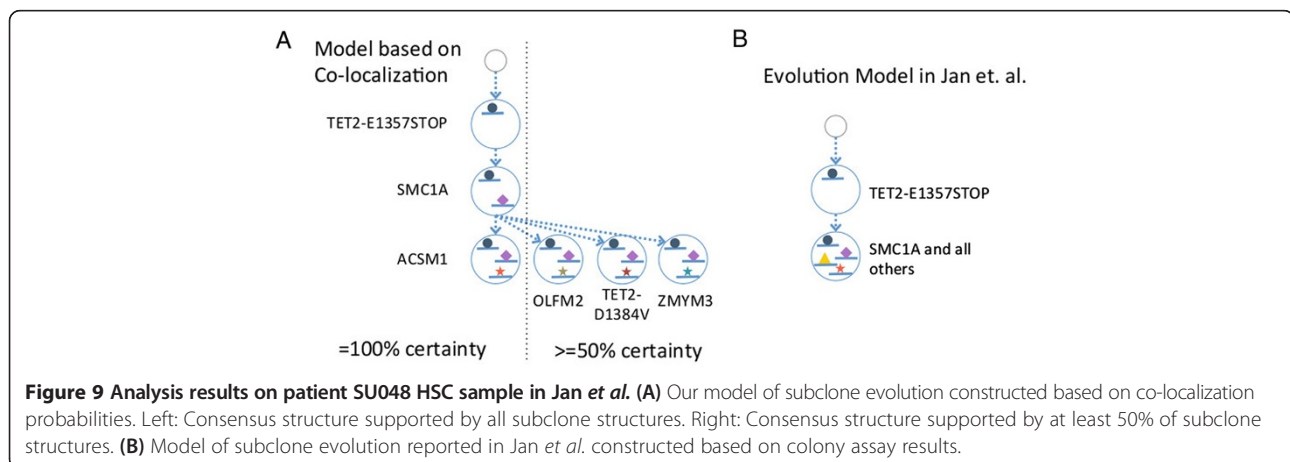 A
Model based on
Co-localization
TET2-E1357STOP
SMC1A
ACSM1
OLFM2
TET2-
D1384V
ZMYM3
=100% certainty
>=50% certainty
B
Evolution Model in Jan et. al.
TET2-E1357STOP
SMC1A and all
others
Figure 9 Analysis results on patient SU048 HSC sample in Jan et al. (A) Our model of subclone evolution constructed based on co-localization
probabilities. Left: Consensus structure supported by all subclone structures. Right: Consensus structure supported by at least 50% of subclone
structures. (B) Model of subclone evolution reported in Jan et al. constructed based on colony assay results.